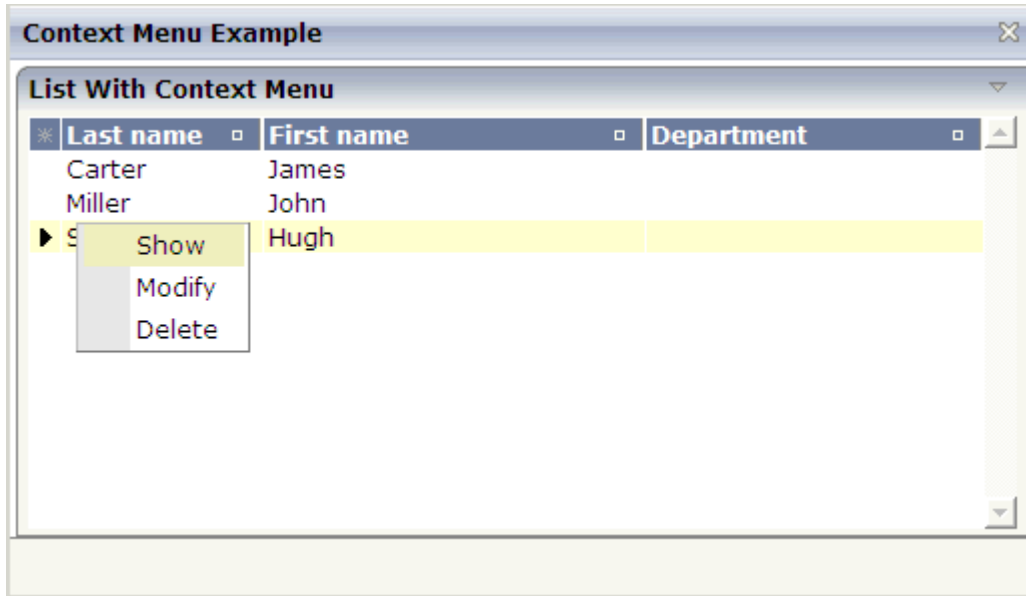 Context Menu Example
List With Context Menu
Last name First name Department
Carter James
Miller John
Hugh
Show
Modify
Delete